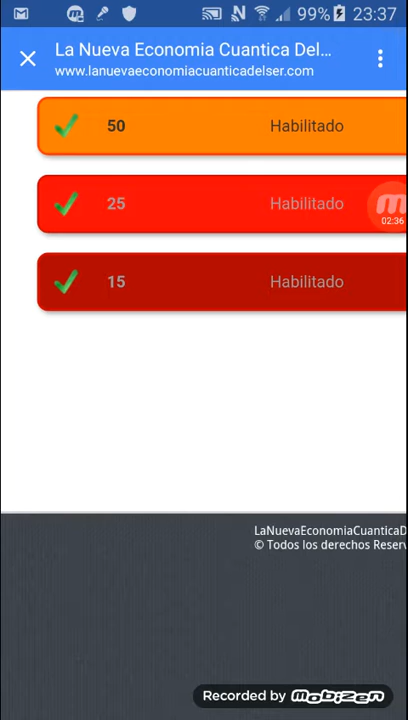 99% 23:37
La Nueva Economia Cuantica Del...
www.lanuevaeconomiacuanticadelser.com
50 Habilitado
25 Habilitado
02:36
15 Habilitado
LaNuevaEconomiaCuanticaD
© Todos los derechos Reserv
Recorded by mobizen